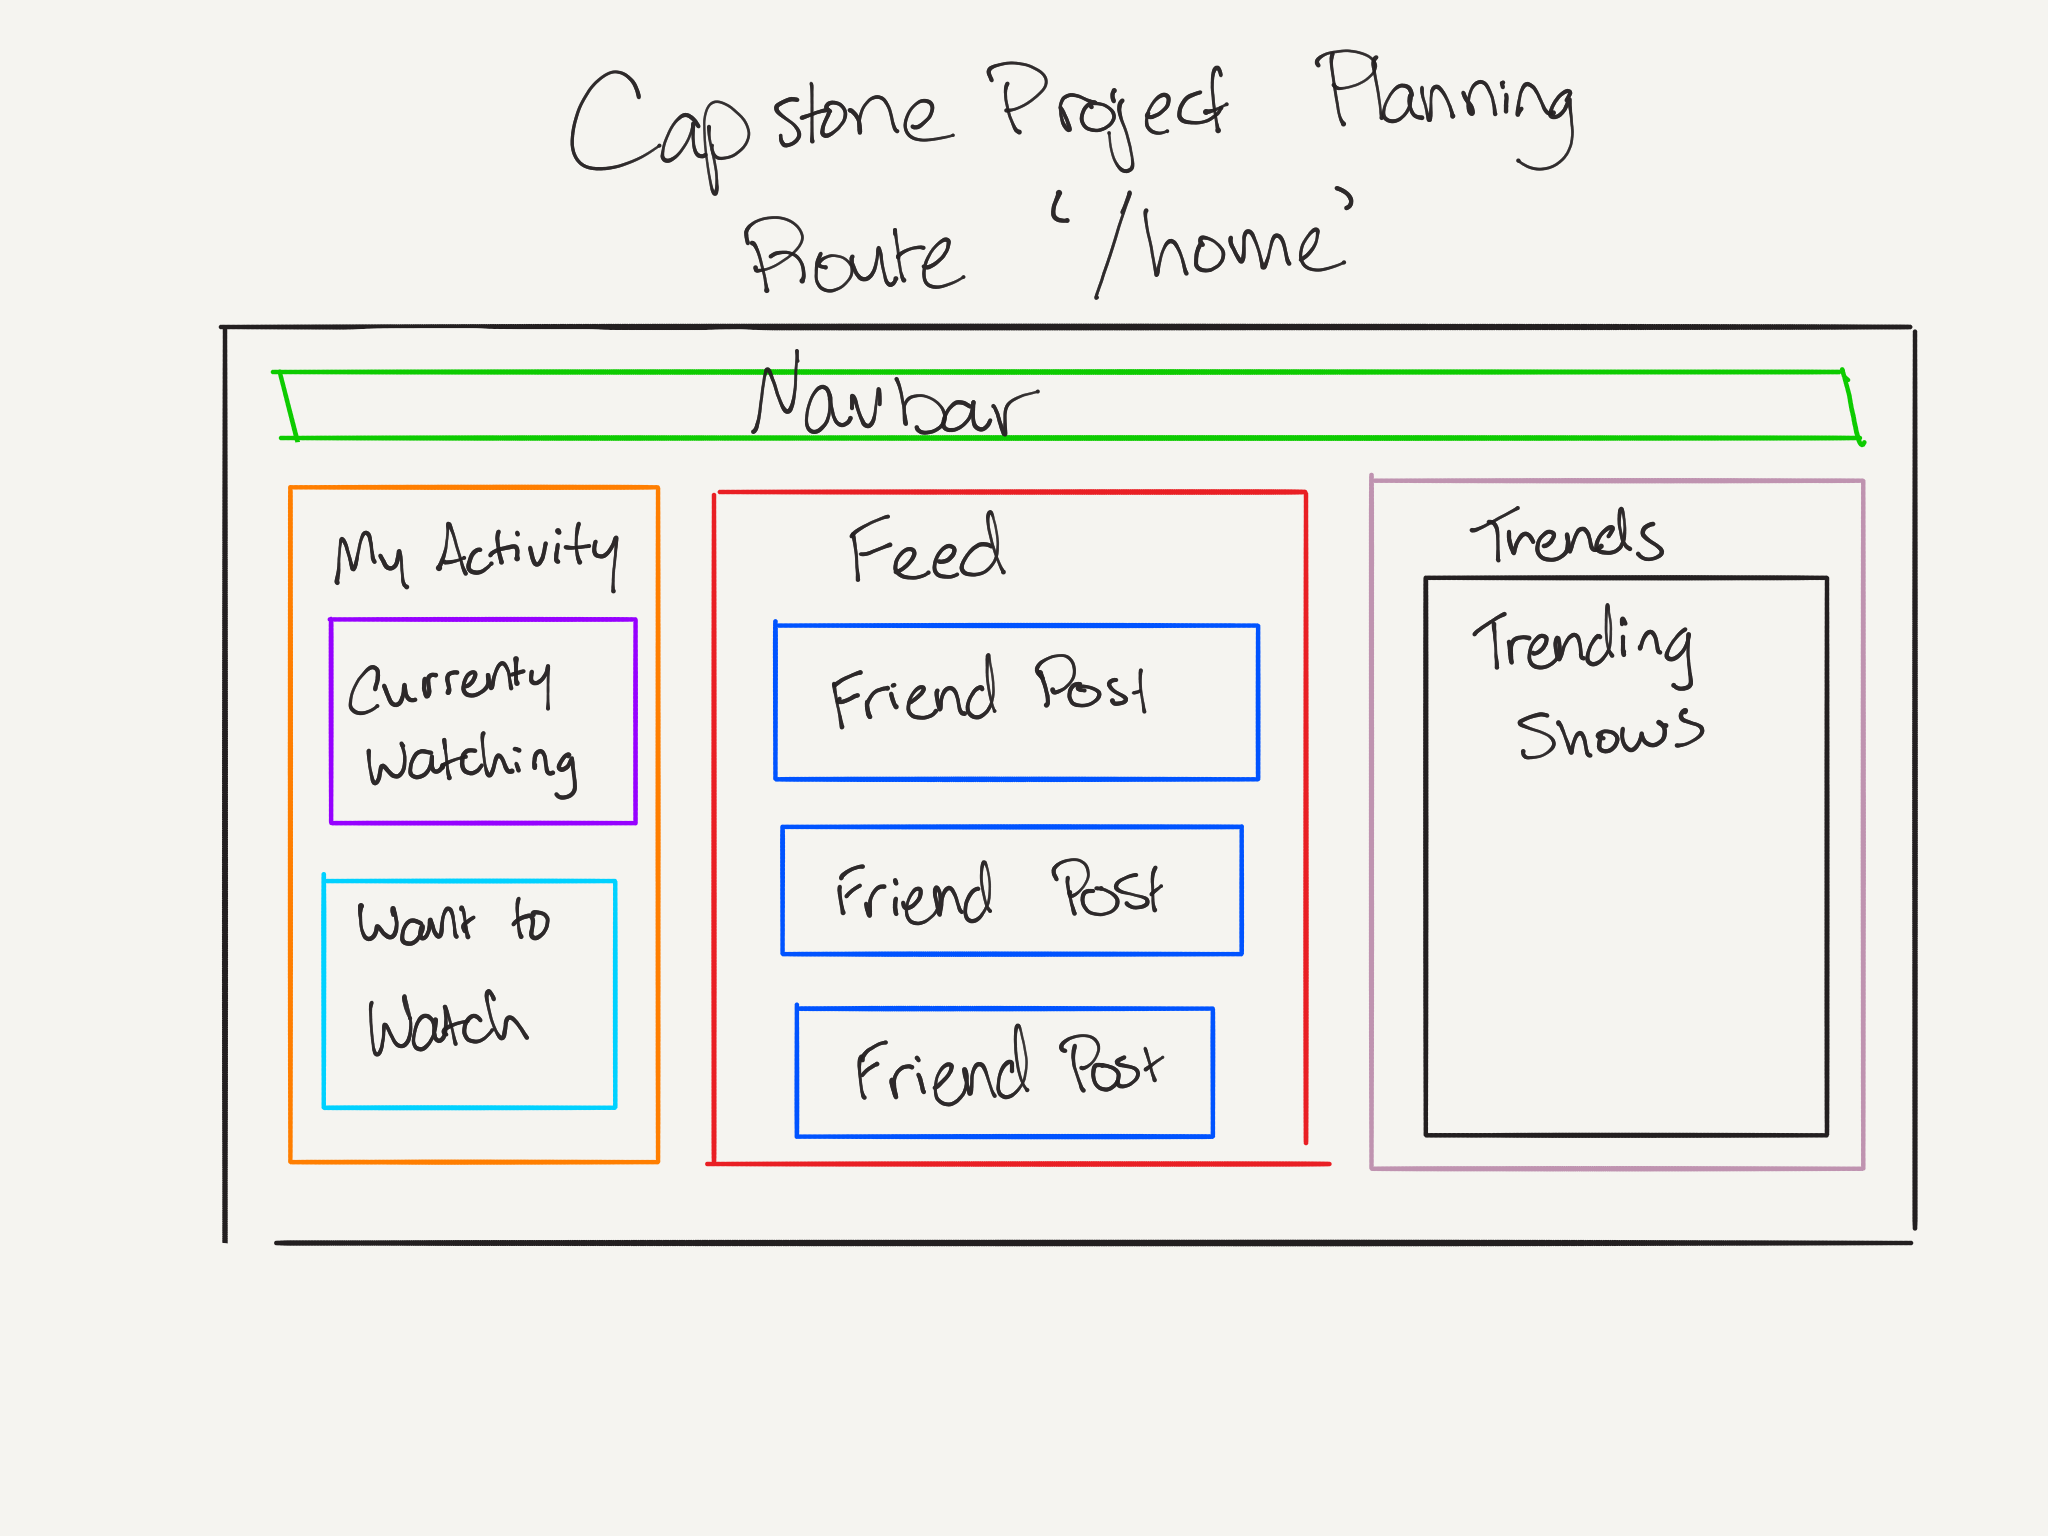 Capstone Project Planning
Route '/home'
Navbar
My Activity
Currenty
Watching
Want to
Watch
Feed
Friend Post
Friend Post
Friend Post
Trends
Trending
Shows